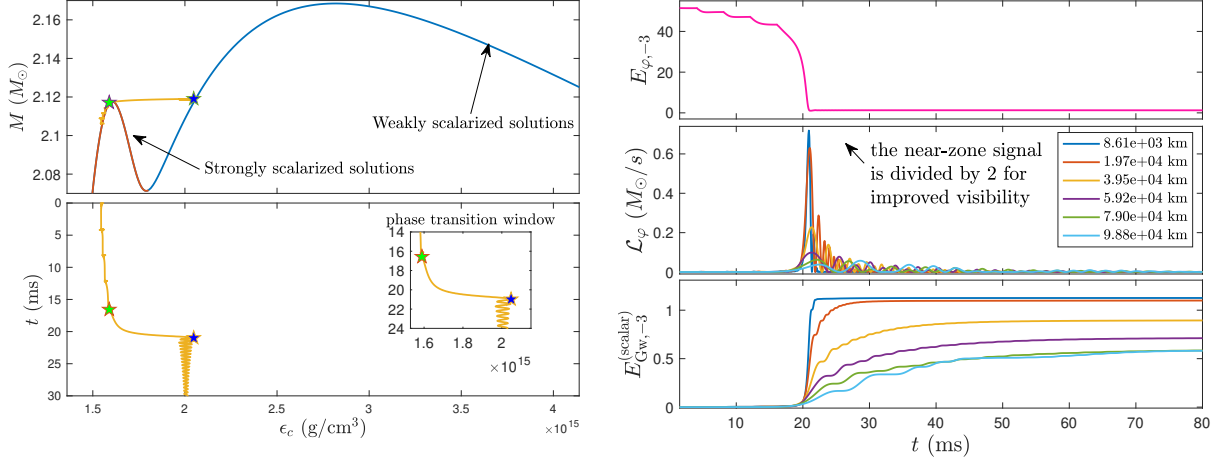 2.16
2.14
2.12
2.1
2.08
M (M⊙)
Weakly scalarized solutions
Strongly scalarized solutions
0
5
10
15
20
25
30
t (ms)
phase transition window
14
16
18
20
22
24
1.6
1.8
2
× 10¹⁵
1.5
2
2.5
3
3.5
4
× 10¹⁵
ϵc (g/cm³)
40
20
0
Eφ,−3
0.6
0.4
0.2
0
ℒφ (M⊙/s)
the near-zone signal
is divided by 2 for
improved visibility
8.61e+03 km
1.97e+04 km
3.95e+04 km
5.92e+04 km
7.90e+04 km
9.88e+04 km
1
0.5
0
E^(scalar)_Gw,−3
10
20
30
40
50
60
70
80
t (ms)